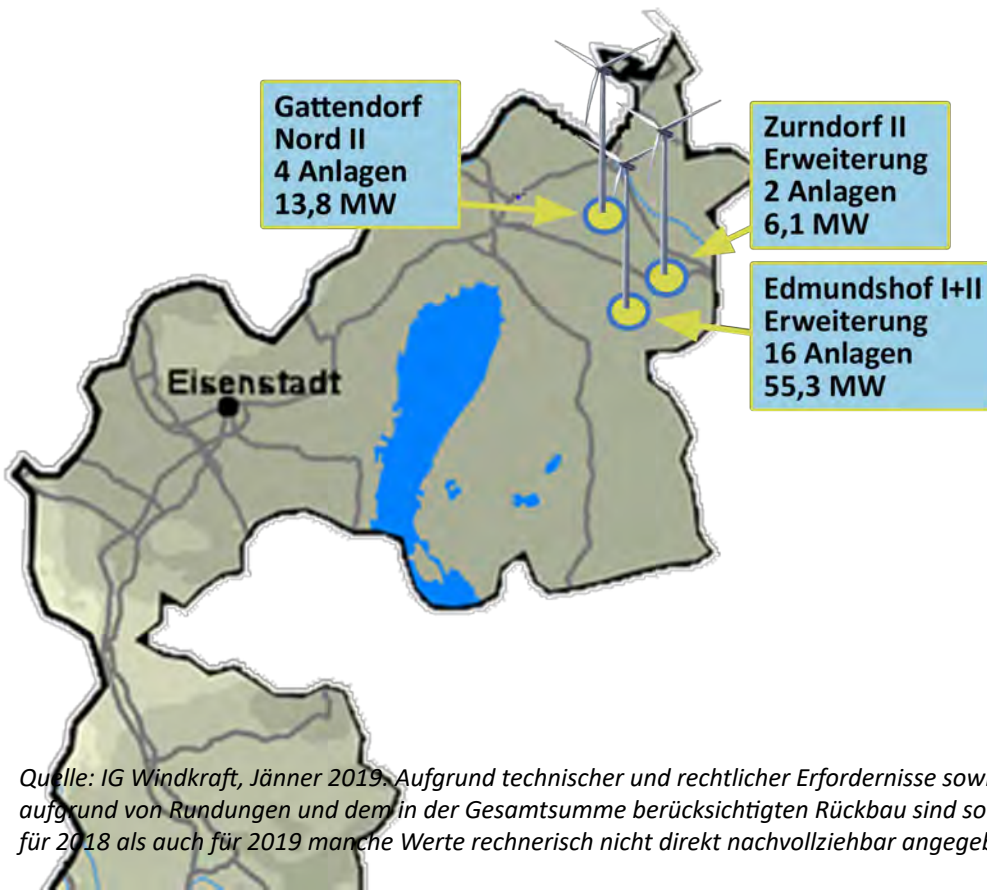 Gattendorf
Nord II
4 Anlagen
13,8 MW
Zurndorf II
Erweiterung
2 Anlagen
6,1 MW
Edmundshof I+II
Erweiterung
16 Anlagen
55,3 MW
Eisenstadt
Quelle: IG Windkraft, Jänner 2019. Aufgrund technischer und rechtlicher Erfordernisse
aufgrund von Rundungen und dem in der Gesamtsumme berücksichtigten Rückbau sind
für 2018 als auch für 2019 manche Werte rechnerisch nicht direkt nachvollziehbar